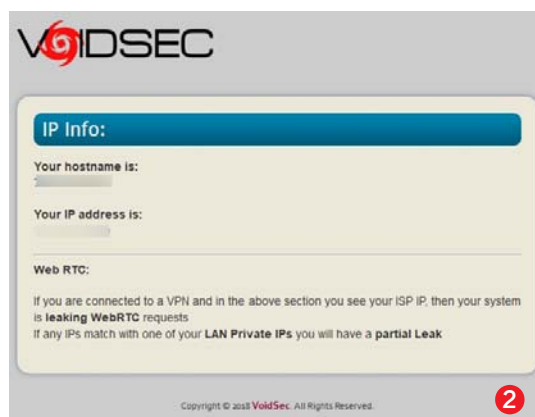 VOIDSEC
IP Info:
Your hostname is:
Your IP address is:
Web RTC:
If you are connected to a VPN and in the above section you see your ISP IP, then your system
is leaking WebRTC requests
If any IPs match with one of your LAN Private IPs you will have a partial Leak
Copyright © 2018 VoidSec. All Rights Reserved.
2